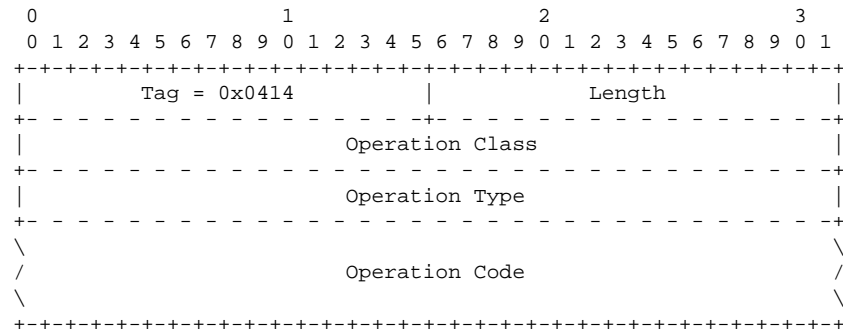 0                   1                   2                   3
 0 1 2 3 4 5 6 7 8 9 0 1 2 3 4 5 6 7 8 9 0 1 2 3 4 5 6 7 8 9 0 1
+-+-+-+-+-+-+-+-+-+-+-+-+-+-+-+-+-+-+-+-+-+-+-+-+-+-+-+-+-+-+-+-+
|         Tag = 0x0414          |            Length             |
+- - - - - - - - - - - - - - - -+- - - - - - - - - - - - - - - -+
|                         Operation Class                       |
+- - - - - - - - - - - - - - - - - - - - - - - - - - - - - - - -+
|                         Operation Type                        |
+- - - - - - - - - - - - - - - - - - - - - - - - - - - - - - - -+
\                                                               \
/                         Operation Code                        /
\                                                               \
+-+-+-+-+-+-+-+-+-+-+-+-+-+-+-+-+-+-+-+-+-+-+-+-+-+-+-+-+-+-+-+-+